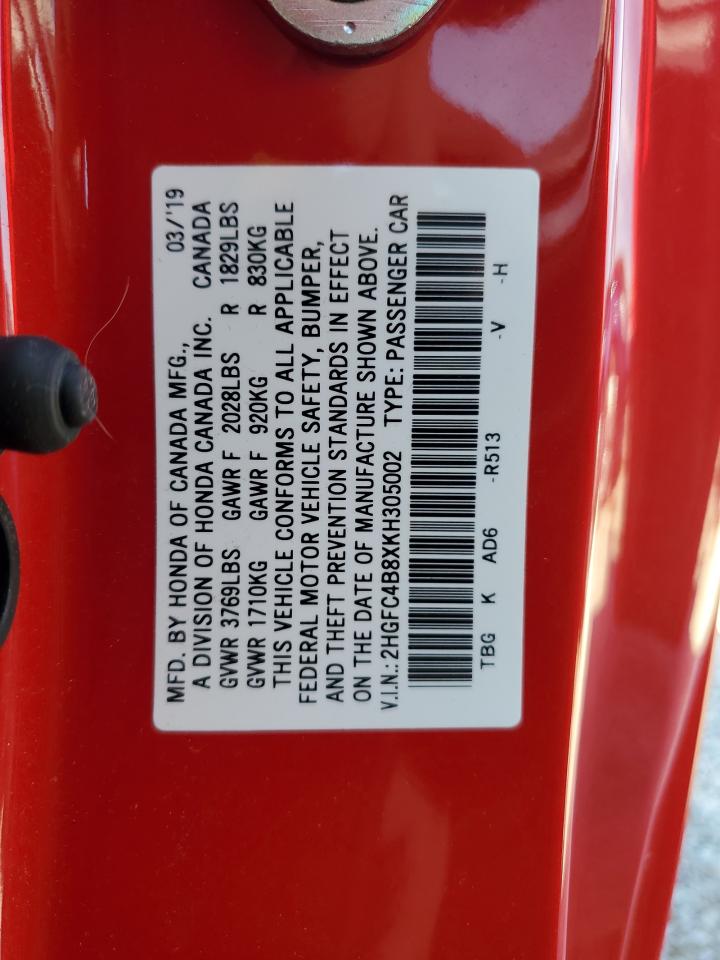 MFD. BY HONDA OF CANADA MFG., 03/'19
A DIVISION OF HONDA CANADA INC. CANADA
GVWR 3769LBS GAWR F 2028LBS R 1829LBS
GVWR 1710KG GAWR F 920KG R 830KG
THIS VEHICLE CONFORMS TO ALL APPLICABLE
FEDERAL MOTOR VEHICLE SAFETY, BUMPER,
AND THEFT PREVENTION STANDARDS IN EFFECT
ON THE DATE OF MANUFACTURE SHOWN ABOVE.
V.I.N.: 2HGFC4B8XKH305002 TYPE: PASSENGER CAR
TBG K AD6 -R513 -V -H